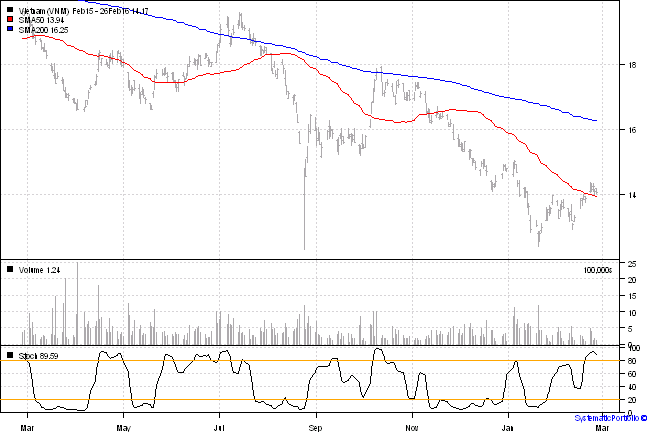 Vietnam (VNM) Feb15 - 26Feb16 14.17
SMA50 13.94
SMA200 16.25
18
16
14
Volume 1.24
100,000s
25
20
15
10
5
Stoch 89.59
100
80
60
40
20
0
Mar May Jul Sep Nov Jan Mar
SystematicPortfolio ©